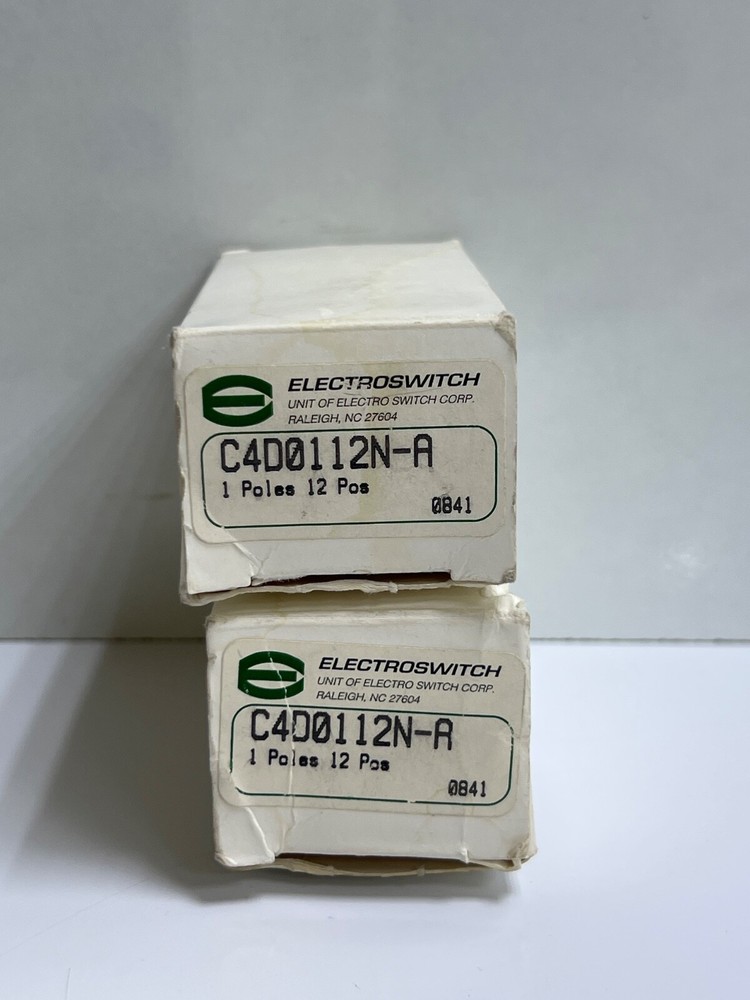 ELECTROSWITCH
UNIT OF ELECTRO SWITCH CORP.
RALEIGH, NC 27604
C4D0112N-A
1 Poles 12 Pos
0841
ELECTROSWITCH
UNIT OF ELECTRO SWITCH CORP.
RALEIGH, NC 27604
C4D0112N-A
1 Poles 12 Pos
0841